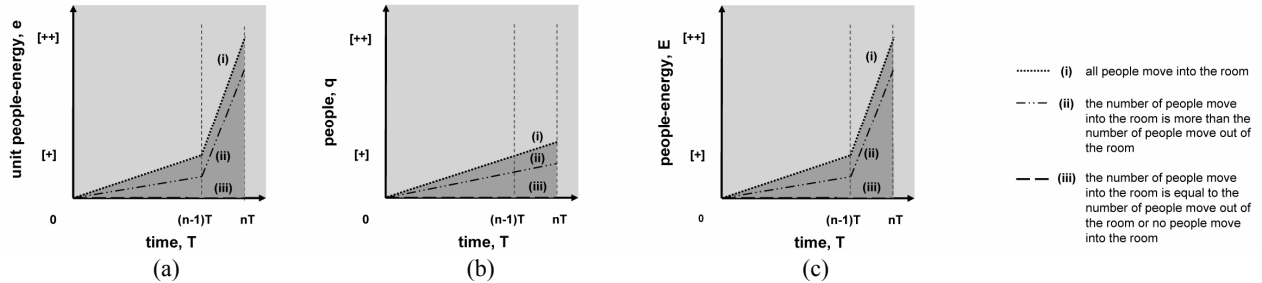 unit people-energy, e
[++]
[+]
0
(i)
(ii)
(iii)
(n-1)T
nT
time, T
(a)
people, q
[++]
[+]
0
(i)
(ii)
(iii)
(n-1)T
nT
time, T
(b)
people-energy, E
[++]
[+]
0
(i)
(ii)
(iii)
(n-1)T
nT
time, T
(c)
(i) all people move into the room
(ii) the number of people move
into the room is more than the
number of people move out of
the room
(iii) the number of people move
into the room is equal to the
number of people move out of
the room or no people move
into the room